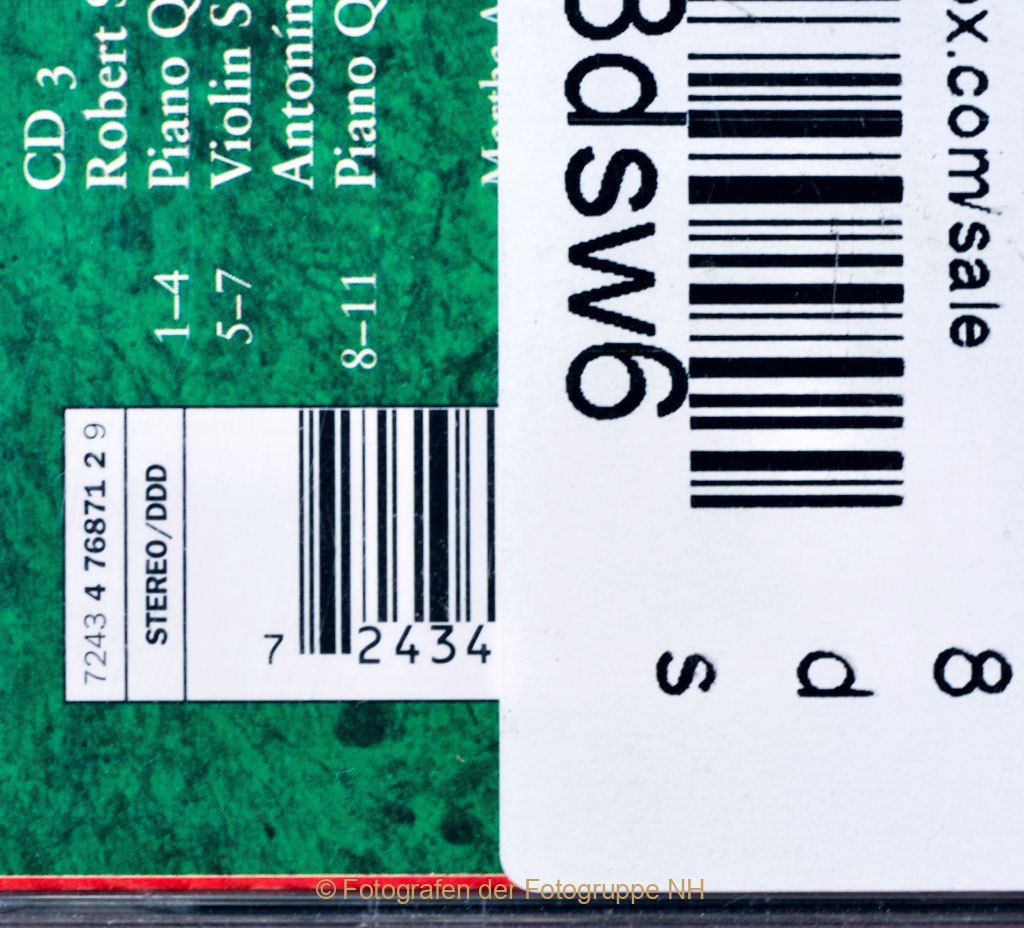 CD 3
Robert S
1–4 Piano Q
5–7 Violin S
Antonín
8–11 Piano Q
7243 4 76871 2 9
STEREO/DDD
7 2434
8dsw6
ox.com/sale
s d 8
© Fotografen der Fotogruppe NH